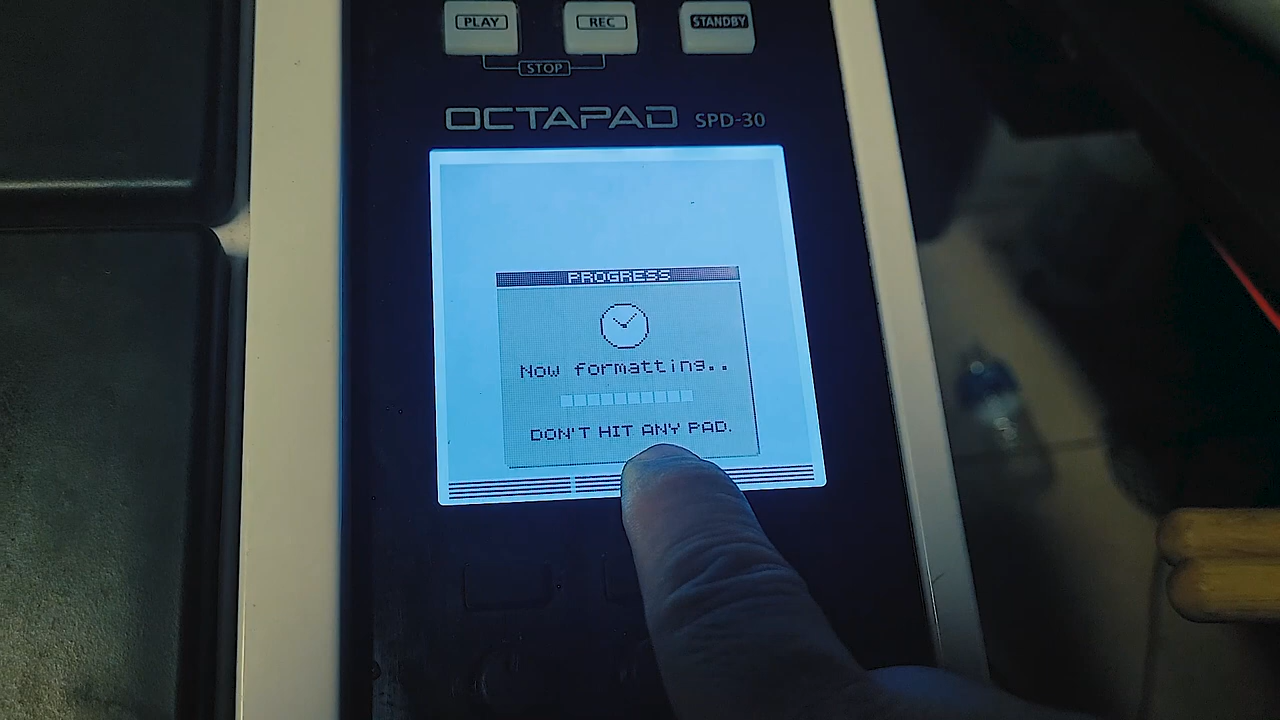 PLAY REC STANDBY
STOP
OCTAPAD SPD-30
PROGRESS
Now formatting..
DON'T HIT ANY PAD.